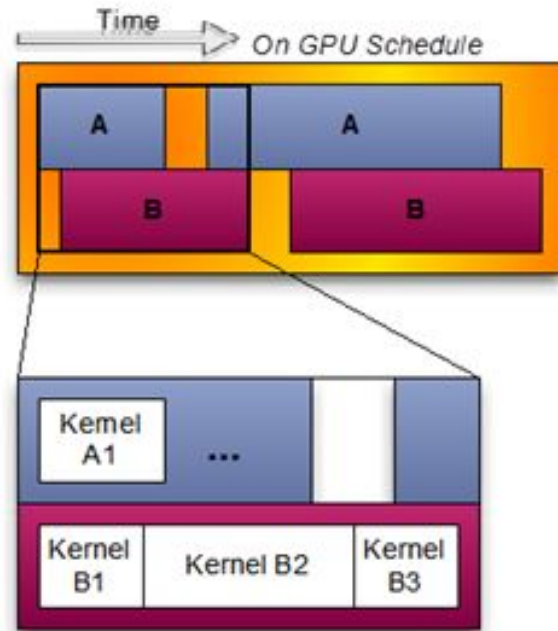 Time
On GPU Schedule
A
A
B
B
Kernel
A1
...
Kernel
B1
Kernel B2
Kernel
B3